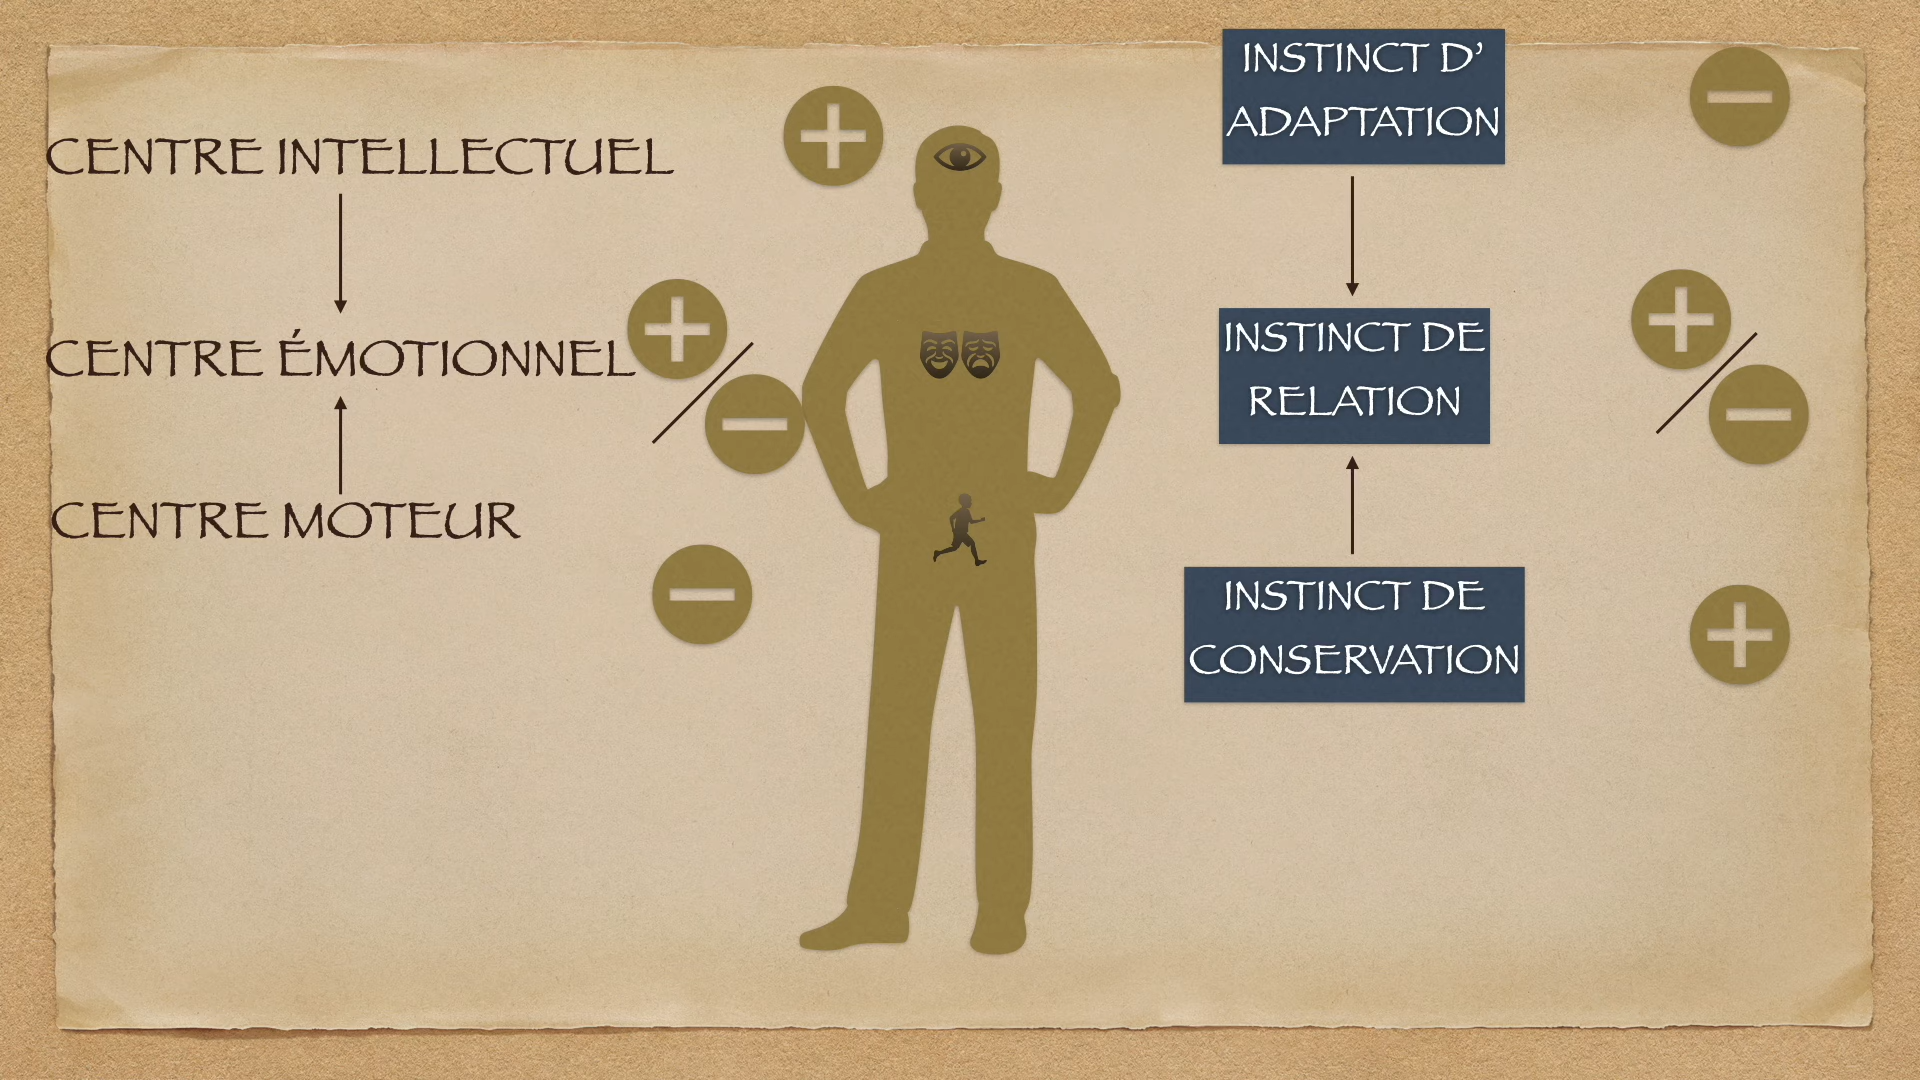 CENTRE INTELLECTUEL
CENTRE ÉMOTIONNEL
CENTRE MOTEUR
INSTINCT D’
ADAPTATION
INSTINCT DE
RELATION
INSTINCT DE
CONSERVATION